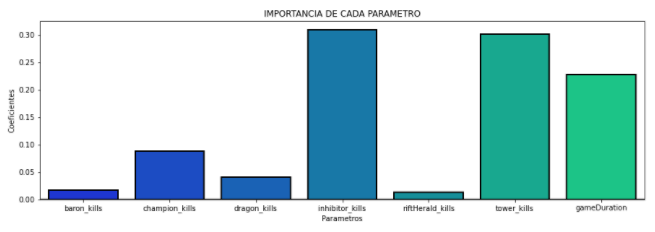 IMPORTANCIA DE CADA PARAMETRO
Coeficientes
0.30
0.25
0.20
0.15
0.10
0.05
0.00
baron_kills champion_kills dragon_kills inhibitor_kills riftHerald_kills tower_kills gameDuration
Parametros